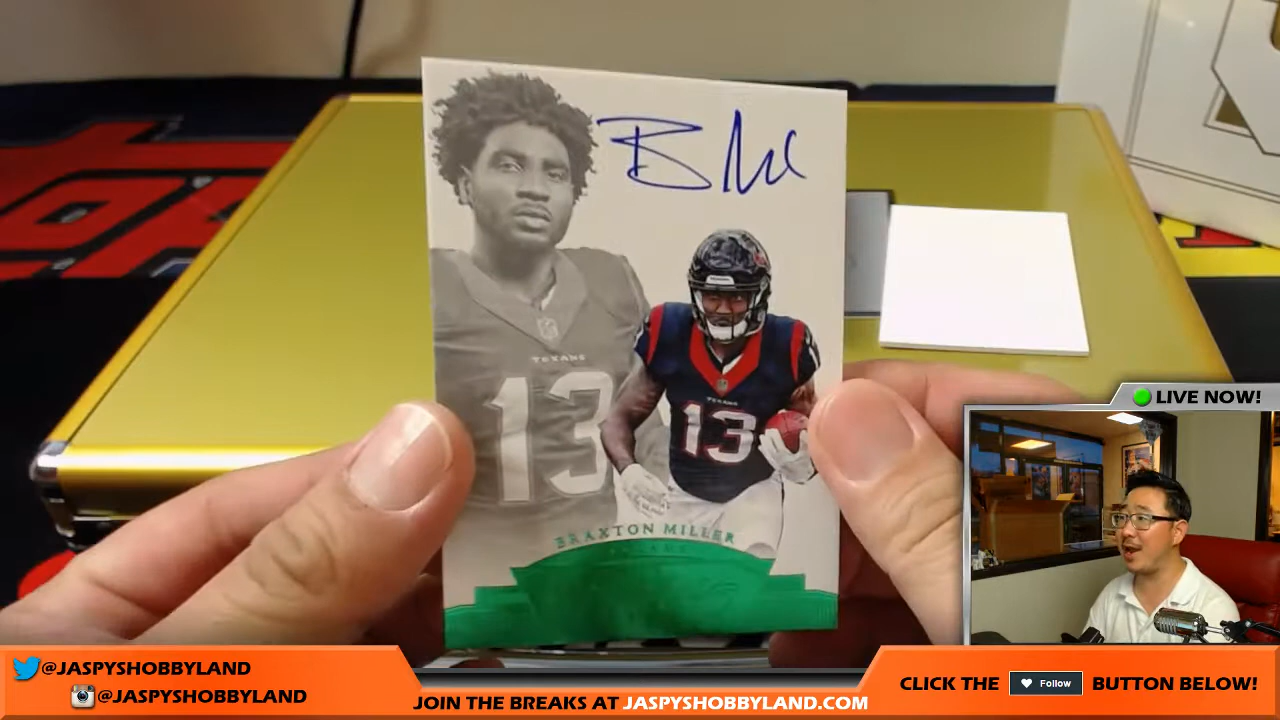 TEXANS
13
TEXANS
13
BRAXTON MILLER
LIVE NOW!
@JASPYSHOBBYLAND
@JASPYSHOBBYLAND
JOIN THE BREAKS AT JASPYSHOBBYLAND.COM
CLICK THE Follow BUTTON BELOW!